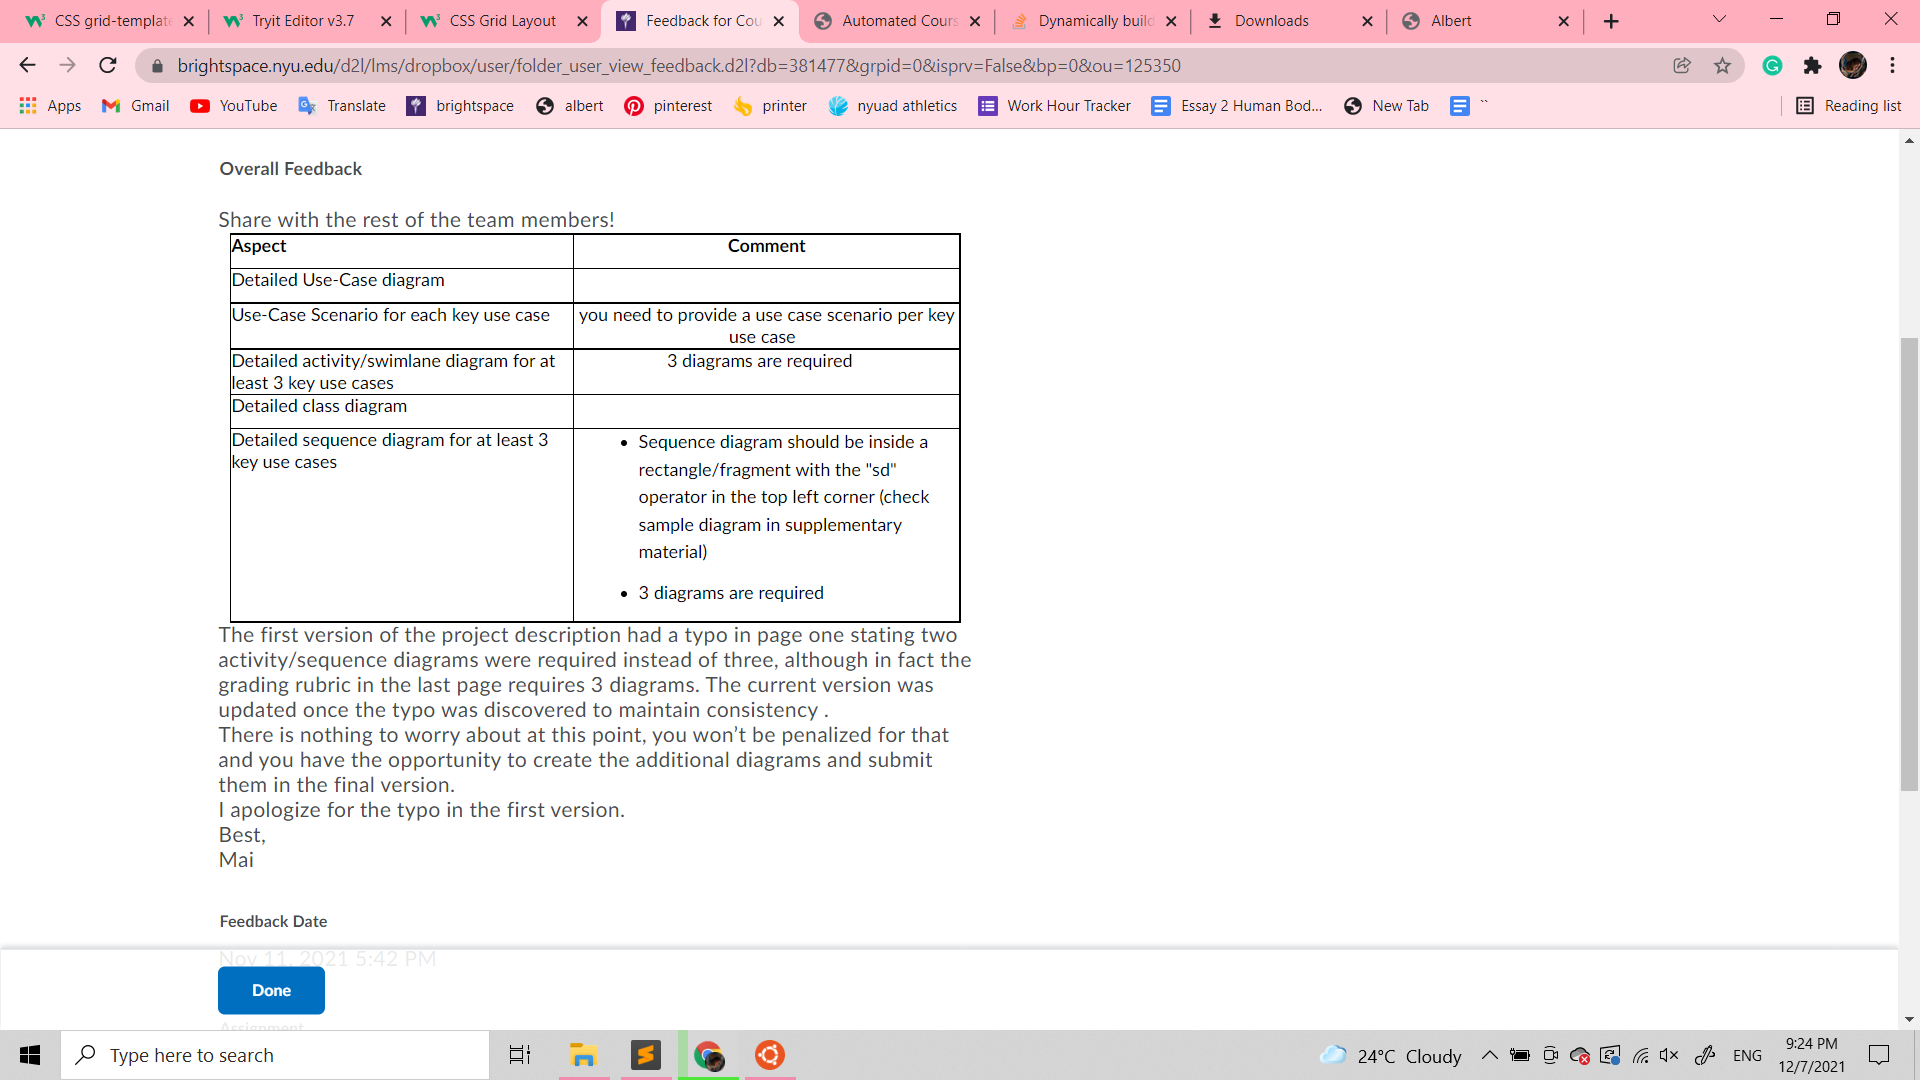 CSS grid-templat
Tryit Editor v3.7
CSS Grid Layout
Feedback for Cou
Automated Cours
Dynamically build
Downloads
Albert
brightspace.nyu.edu/d2l/lms/dropbox/user/folder_user_view_feedback.d2l?db=381477&grpid=0&isprv=False&bp=0&ou=125350
Apps
Gmail
YouTube
Translate
brightspace
albert
pinterest
printer
nyuad athletics
Work Hour Tracker
Essay 2 Human Bod...
New Tab
``
Reading list
Overall Feedback
Share with the rest of the team members!
Aspect
Comment
Detailed Use-Case diagram
Use-Case Scenario for each key use case
you need to provide a use case scenario per key
use case
Detailed activity/swimlane diagram for at
least 3 key use cases
3 diagrams are required
Detailed class diagram
Detailed sequence diagram for at least 3
key use cases
• Sequence diagram should be inside a
rectangle/fragment with the "sd"
operator in the top left corner (check
sample diagram in supplementary
material)
• 3 diagrams are required
The first version of the project description had a typo in page one stating two
activity/sequence diagrams were required instead of three, although in fact the
grading rubric in the last page requires 3 diagrams. The current version was
updated once the typo was discovered to maintain consistency .
There is nothing to worry about at this point, you won’t be penalized for that
and you have the opportunity to create the additional diagrams and submit
them in the final version.
I apologize for the typo in the first version.
Best,
Mai
Feedback Date
Nov 11, 2021 5:42 PM
Done
Assignment
Type here to search
24°C Cloudy
ENG
9:24 PM
12/7/2021